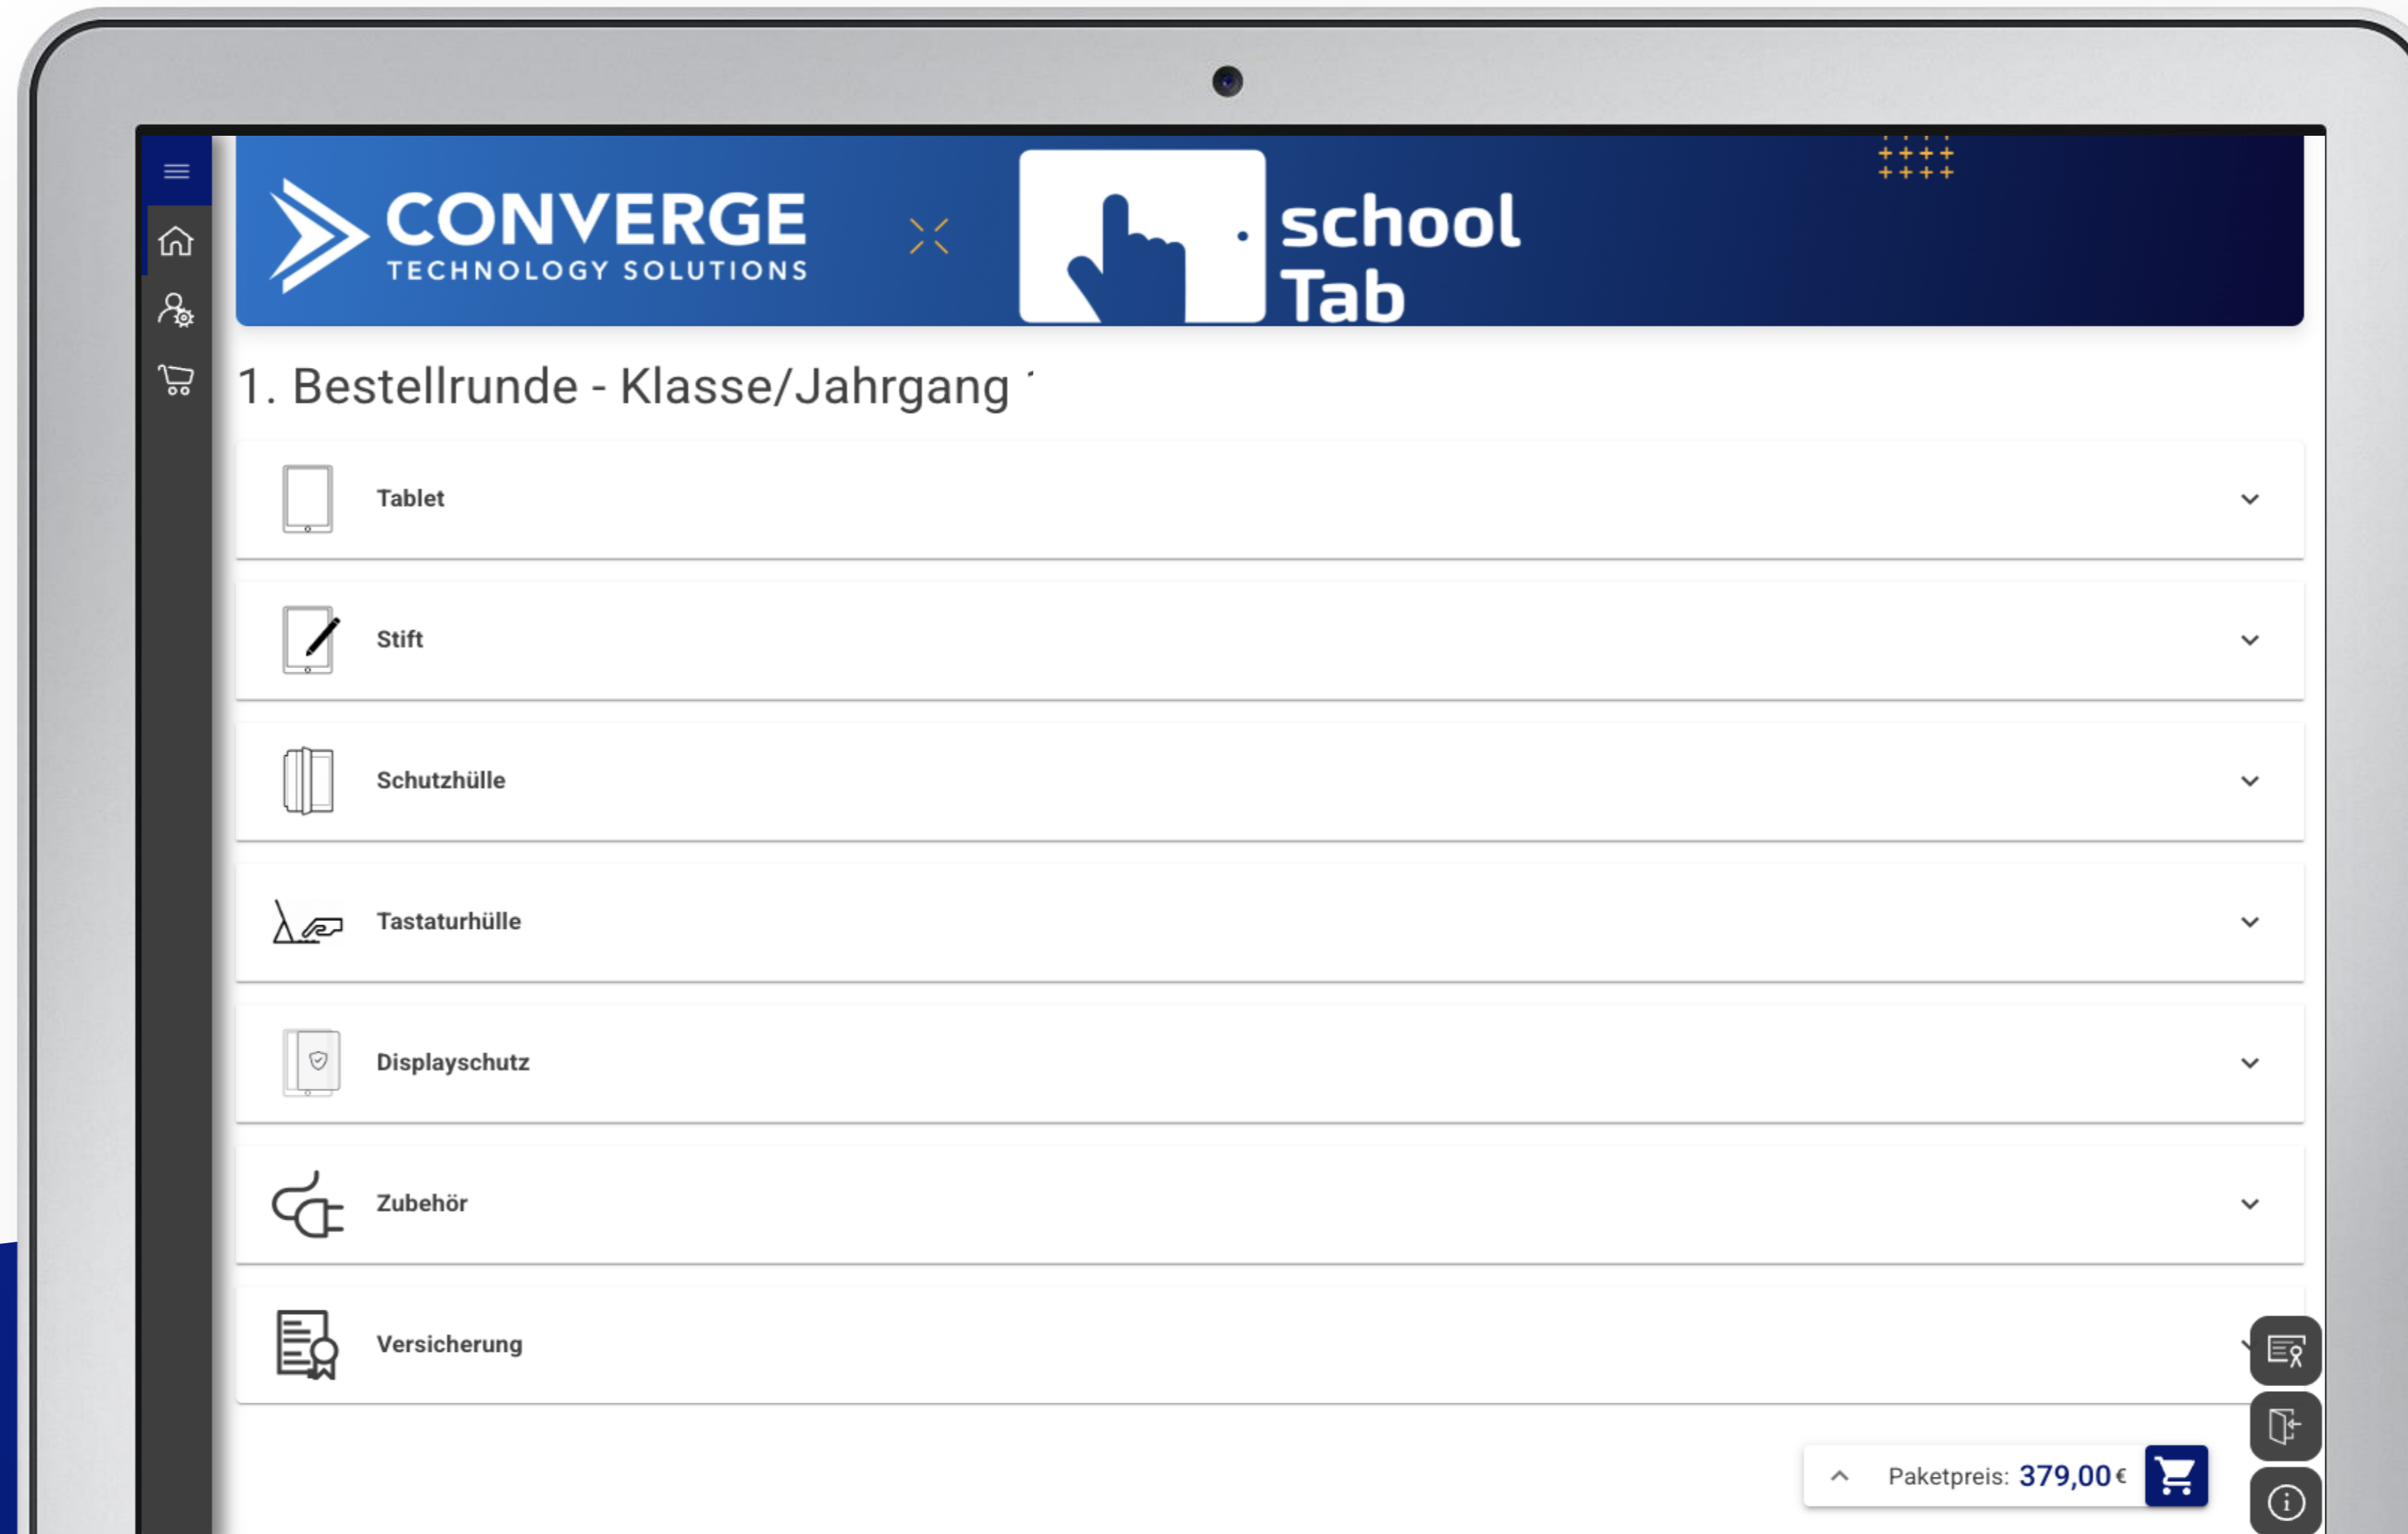 CONVERGE
TECHNOLOGY SOLUTIONS
school
Tab
1. Bestellrunde - Klasse/Jahrgang
Tablet
Stift
Schutzhülle
Tastaturhülle
Displayschutz
Zubehör
Versicherung
Paketpreis: 379,00 €